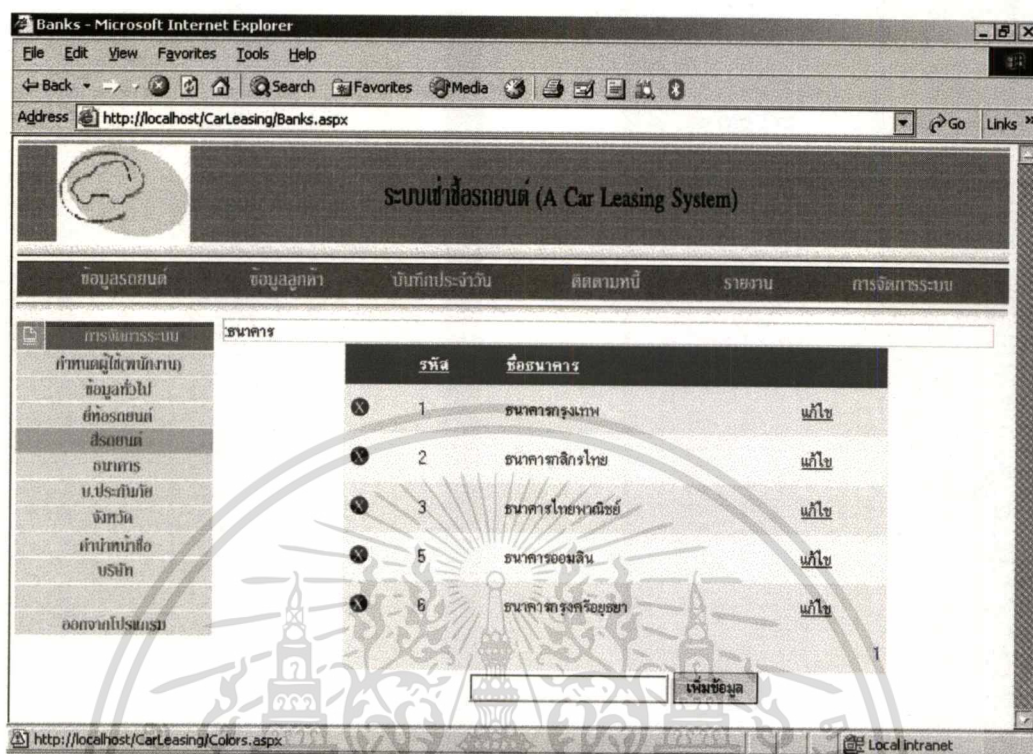 Banks - Microsoft Internet Explorer
File Edit View Favorites Tools Help
Back Search Favorites Media
Address http://localhost/CarLeasing/Banks.aspx Go Links »
ระบบเช่าซื้อรถยนต์ (A Car Leasing System)
ข้อมูลรถยนต์ ข้อมูลลูกค้า บันทึกประจำวัน ติดตามหนี้ รายงาน การจัดการระบบ
การจัดการระบบ
กำหนดผู้ใช้(พนักงาน)
ข้อมูลทั่วไป
ยี่ห้อรถยนต์
สีรถยนต์
ธนาคาร
บ.ประกันภัย
จังหวัด
คำนำหน้าชื่อ
บริษัท
ออกจากโปรแกรม
:ธนาคาร
รหัส ชื่อธนาคาร
X 1 ธนาคารกรุงเทพ แก้ไข
X 2 ธนาคารกสิกรไทย แก้ไข
X 3 ธนาคารไทยพาณิชย์ แก้ไข
X 5 ธนาคารออมสิน แก้ไข
X 6 ธนาคารกรุงศรีอยุธยา แก้ไข
1
เพิ่มข้อมูล
http://localhost/CarLeasing/Colors.aspx Local intranet